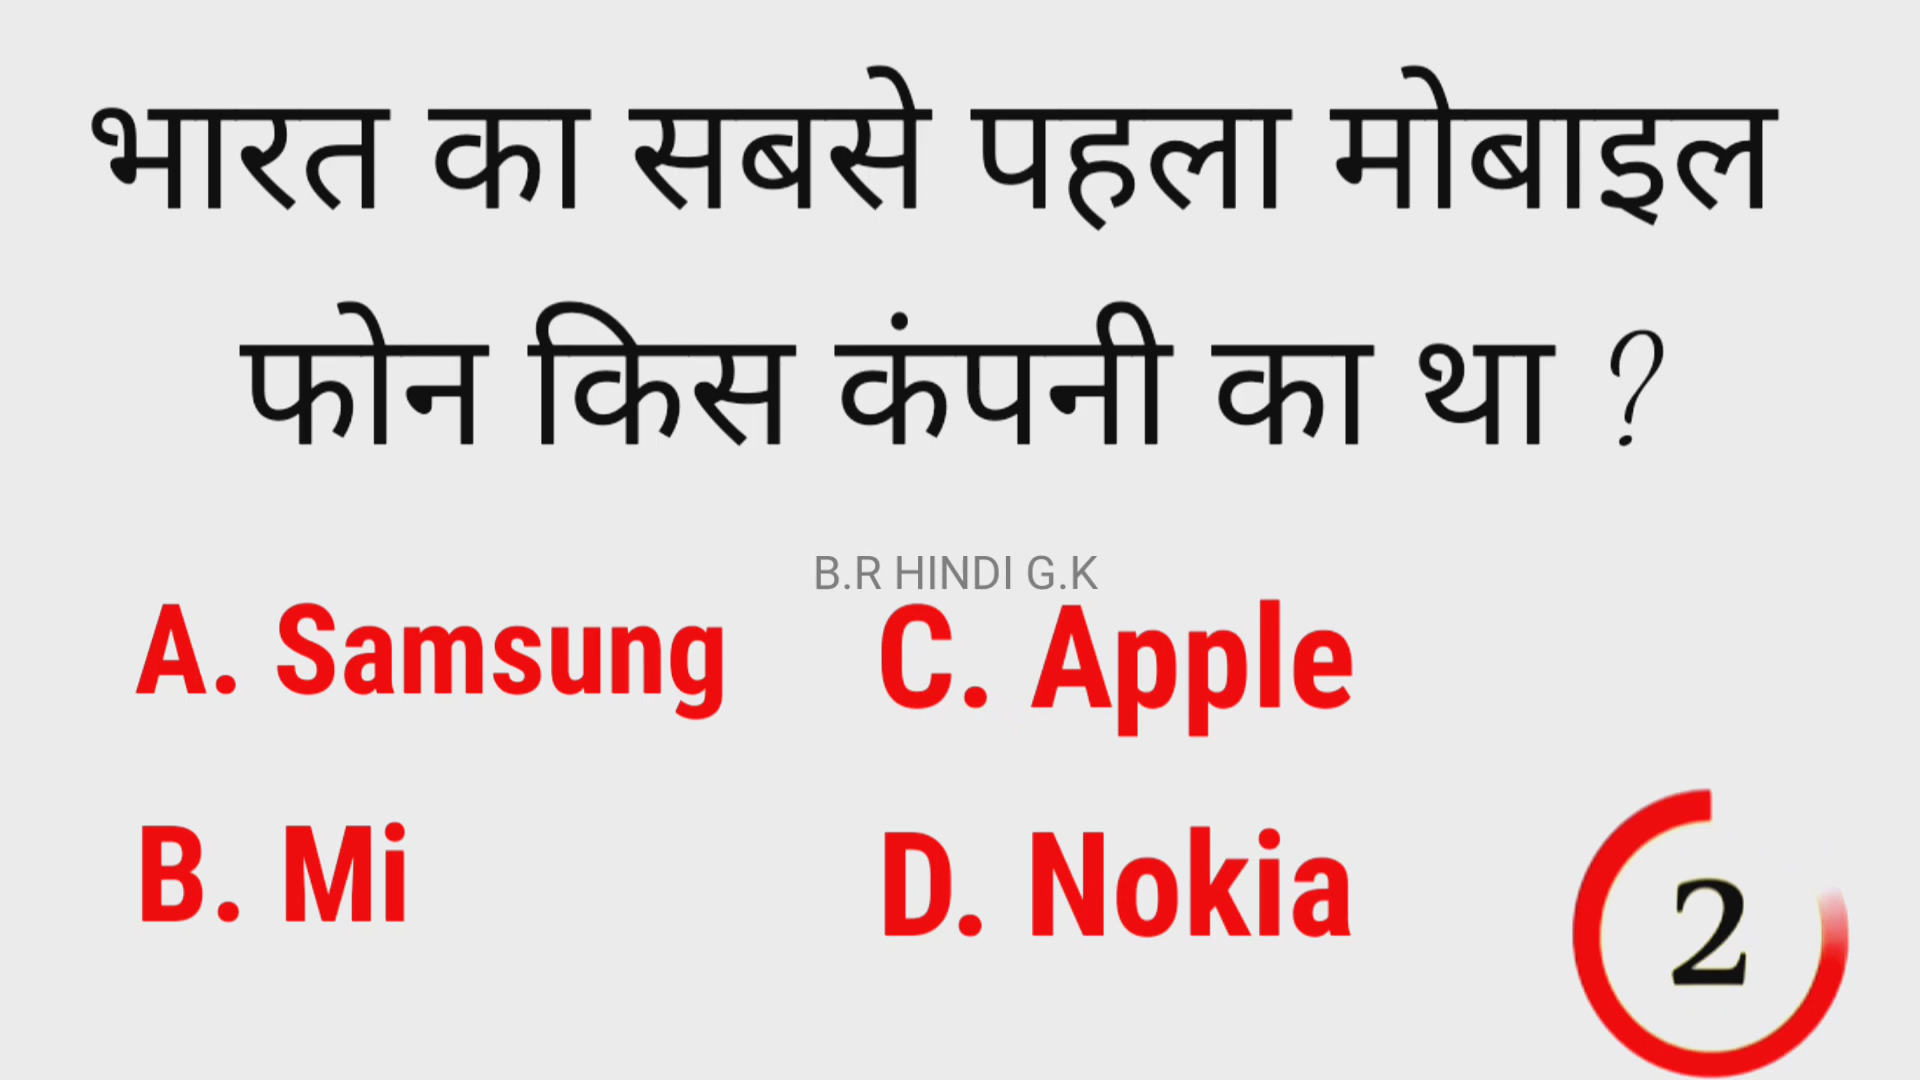 भारत का सबसे पहला मोबाइल
फोन किस कंपनी का था ?
B.R HINDI G.K
A. Samsung
C. Apple
B. Mi
D. Nokia
2